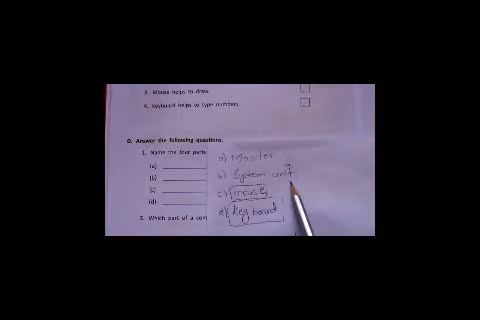 3. Mouse helps to draw.
4. Keyboard helps to type numbers.
D. Answer the following questions.
1. Name the four parts
(a)
(b)
(c)
(d)
a) Monitor
b) System unit
c) mouse
d) key board
2. Which part of a com